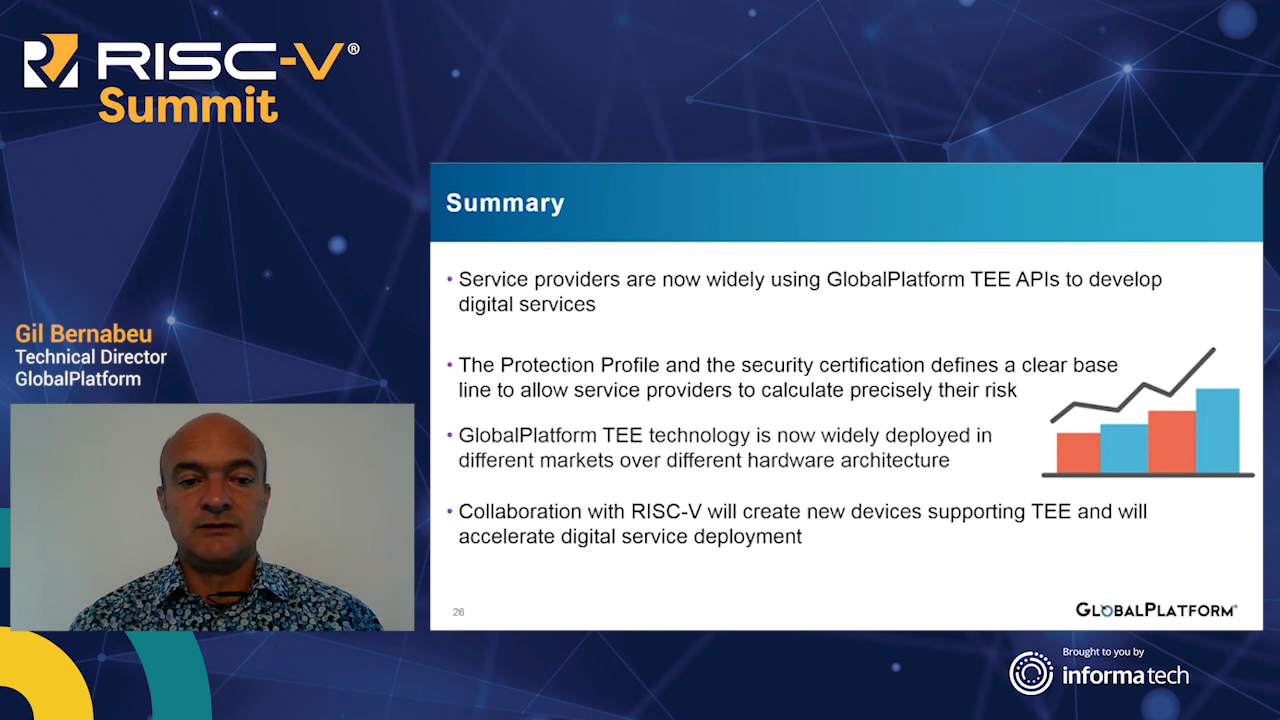 RISC-V®
Summit
Gil Bernabeu
Technical Director
GlobalPlatform
Summary
• Service providers are now widely using GlobalPlatform TEE APIs to develop
digital services
• The Protection Profile and the security certification defines a clear base
line to allow service providers to calculate precisely their risk
• GlobalPlatform TEE technology is now widely deployed in
different markets over different hardware architecture
• Collaboration with RISC-V will create new devices supporting TEE and will
accelerate digital service deployment
26
GLOBALPLATFORM®
Brought to you by
informa tech